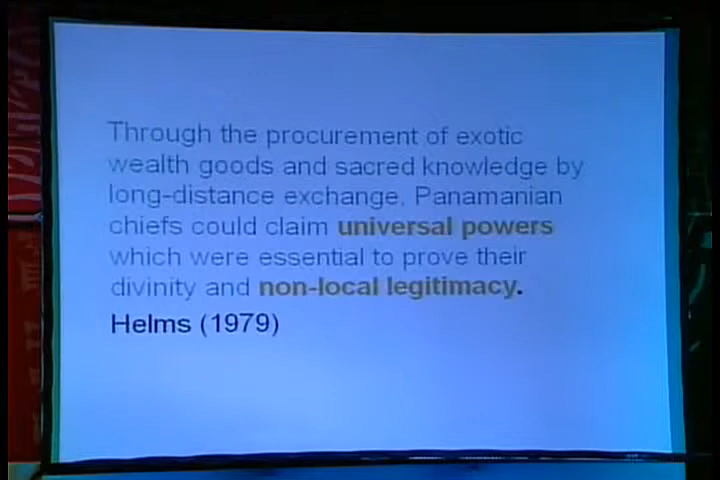 Through the procurement of exotic
wealth goods and sacred knowledge by
long-distance exchange, Panamanian
chiefs could claim universal powers
which were essential to prove their
divinity and non-local legitimacy.
Helms (1979)